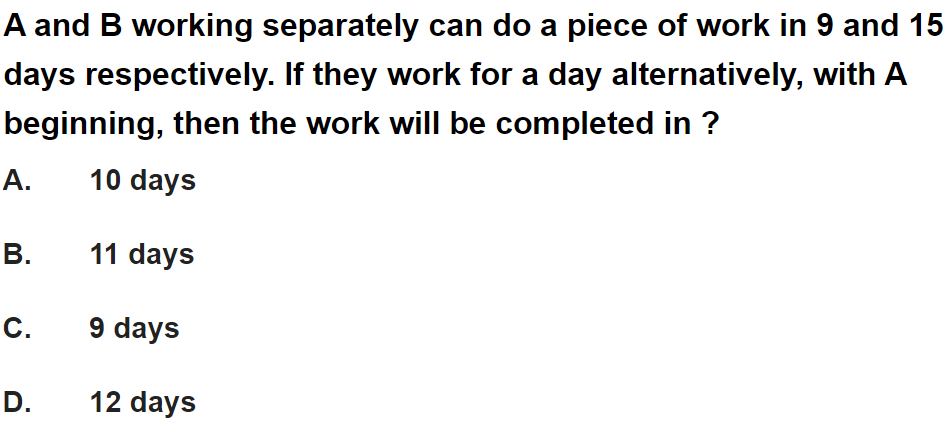 A and B working separately can do a piece of work in 9 and 15
days respectively. If they work for a day alternatively, with A
beginning, then the work will be completed in ?
A. 10 days
B. 11 days
C. 9 days
D. 12 days